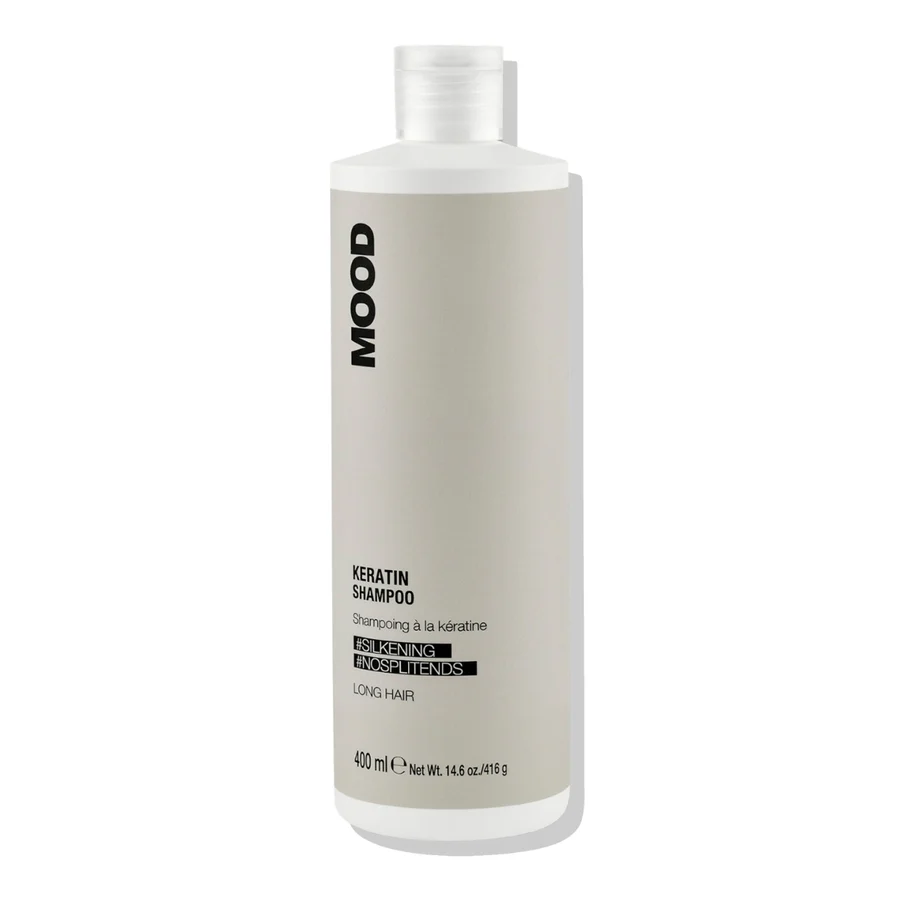 MOOD
KERATIN
SHAMPOO
Shampoing à la kératine
#SILKENING
#NOSPLITENDS
LONG HAIR
400 ml ℮ Net Wt. 14.6 oz./416 g